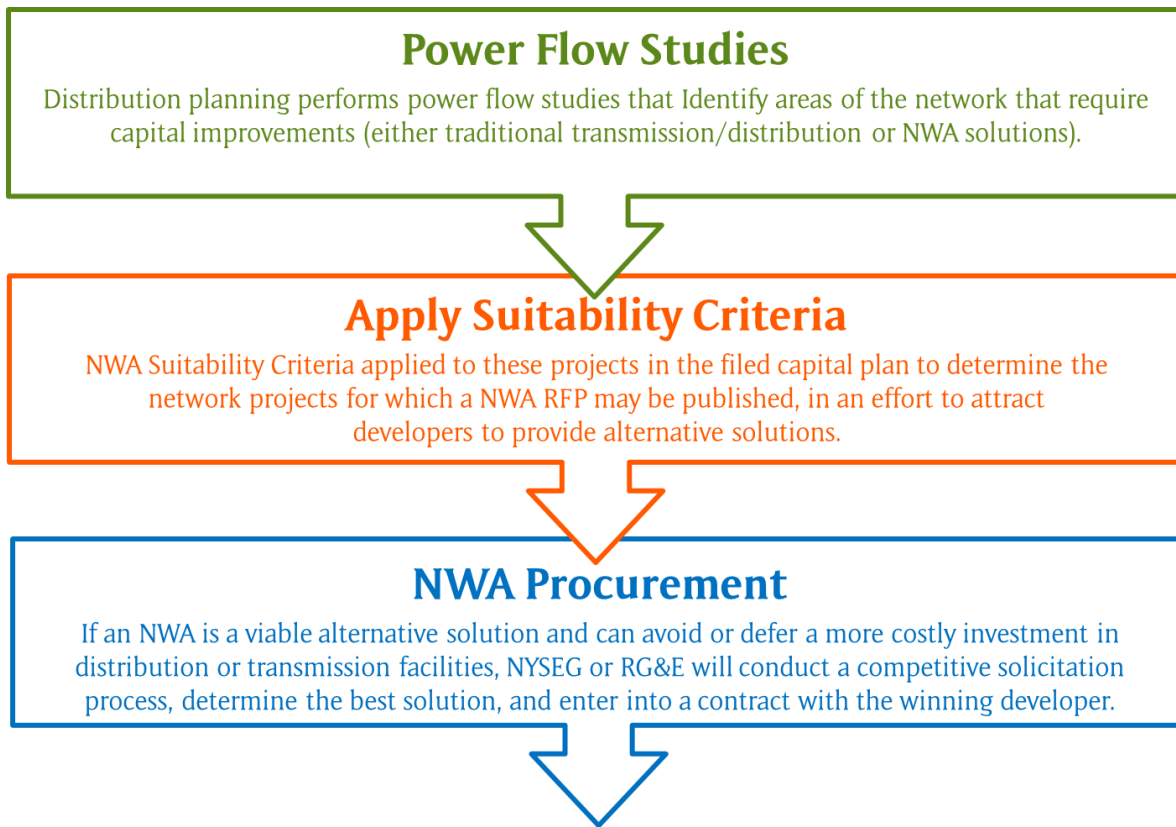 Power Flow Studies
Distribution planning performs power flow studies that Identify areas of the network that require
capital improvements (either traditional transmission/distribution or NWA solutions).
Apply Suitability Criteria
NWA Suitability Criteria applied to these projects in the filed capital plan to determine the
network projects for which a NWA RFP may be published, in an effort to attract
developers to provide alternative solutions.
NWA Procurement
If an NWA is a viable alternative solution and can avoid or defer a more costly investment in
distribution or transmission facilities, NYSEG or RG&E will conduct a competitive solicitation
process, determine the best solution, and enter into a contract with the winning developer.